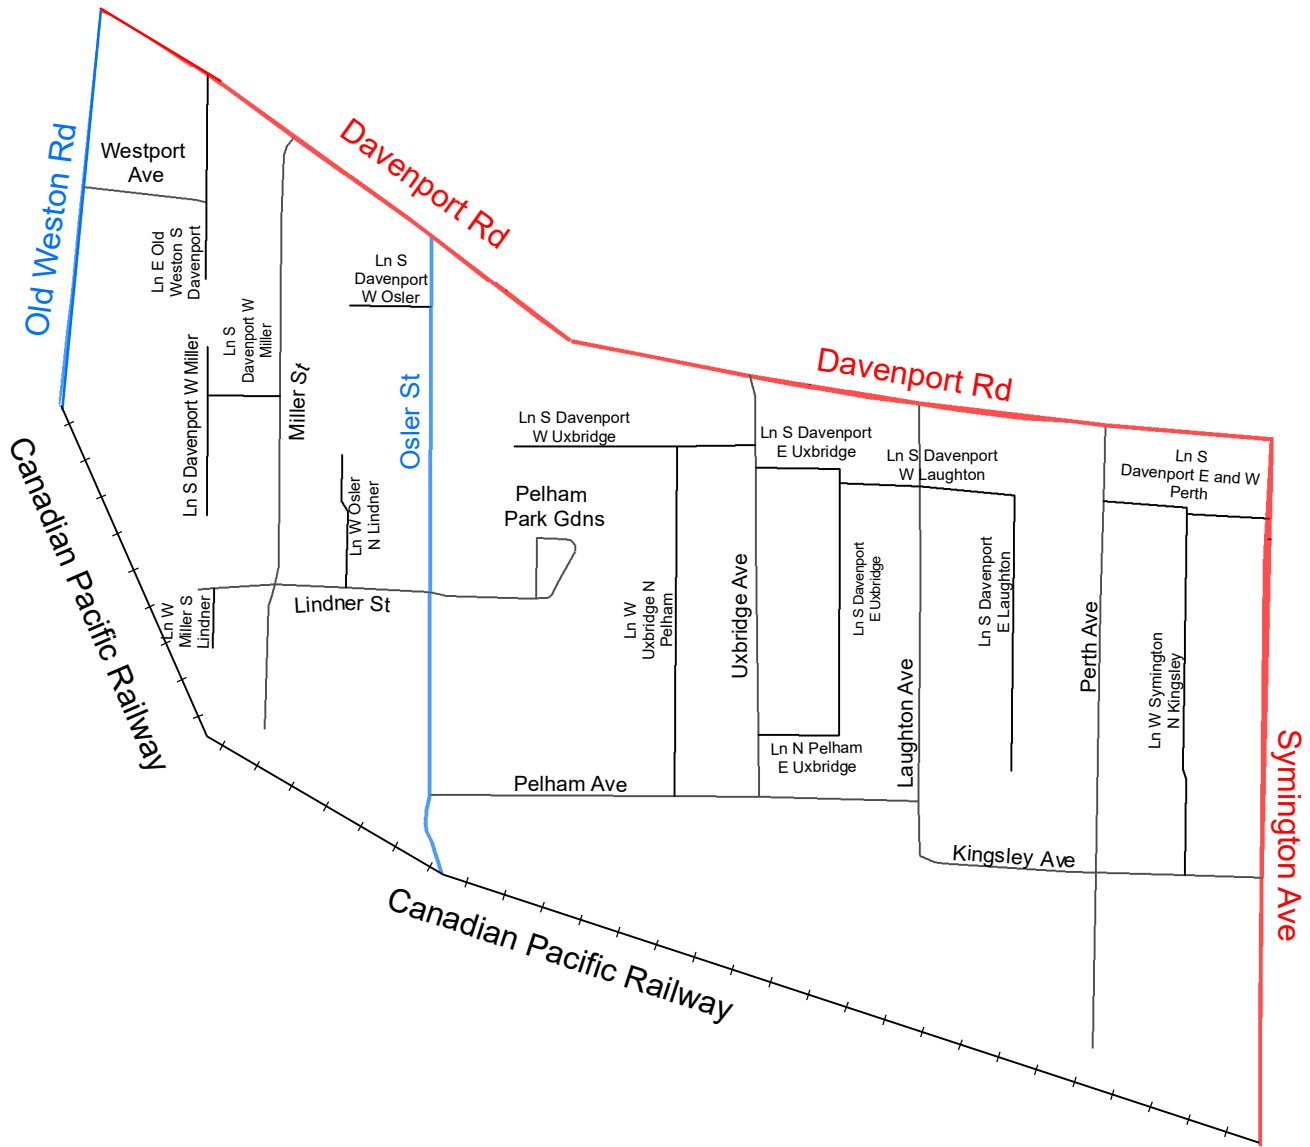 Davenport Rd
Westport
Ave
Old Weston Rd
Ln E Old
Weston S
Davenport
Ln S
Davenport
W Osler
Ln S
Davenport W
Miller
Ln S Davenport W Miller
Miller St
Osler St
Davenport Rd
Ln S Davenport
W Uxbridge
Ln S Davenport
E Uxbridge
Ln S Davenport
W Laughton
Ln S
Davenport E and W
Perth
Canadian Pacific Railway
Ln W Osler
N Lindner
Pelham
Park Gdns
Ln W
Miller S
Lindner
Lindner St
Ln W
Uxbridge N
Pelham
Uxbridge Ave
Ln S Davenport
E Uxbridge
Ln S Davenport
E Laughton
Perth Ave
Ln W Symington
N Kingsley
Laughton Ave
Ln N Pelham
E Uxbridge
Pelham Ave
Kingsley Ave
Symington Ave
Canadian Pacific Railway